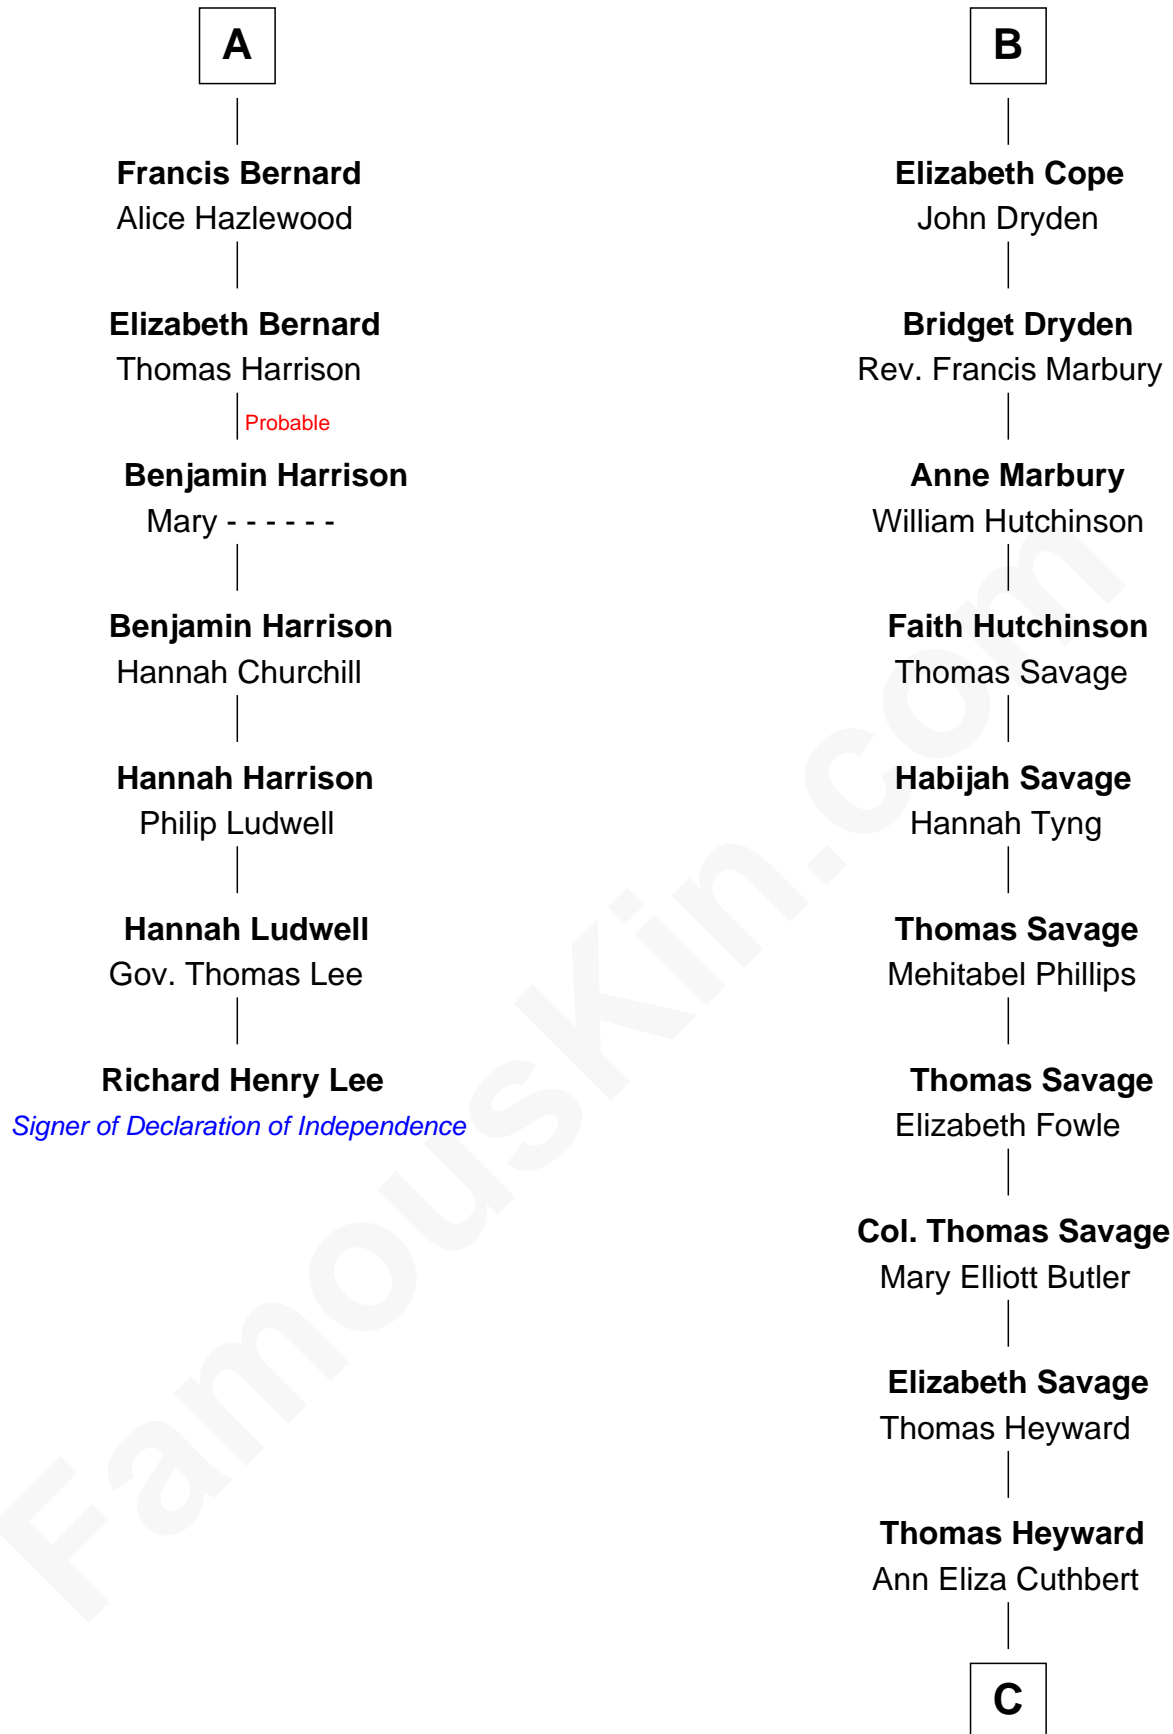 A
Francis Bernard
Alice Hazlewood
Elizabeth Bernard
Thomas Harrison
Probable
Benjamin Harrison
Mary - - - - - -
Benjamin Harrison
Hannah Churchill
Hannah Harrison
Philip Ludwell
Hannah Ludwell
Gov. Thomas Lee
Richard Henry Lee
Signer of Declaration of Independence
B
Elizabeth Cope
John Dryden
Bridget Dryden
Rev. Francis Marbury
Anne Marbury
William Hutchinson
Faith Hutchinson
Thomas Savage
Habijah Savage
Hannah Tyng
Thomas Savage
Mehitabel Phillips
Thomas Savage
Elizabeth Fowle
Col. Thomas Savage
Mary Elliott Butler
Elizabeth Savage
Thomas Heyward
Thomas Heyward
Ann Eliza Cuthbert
C
FamousKin.com